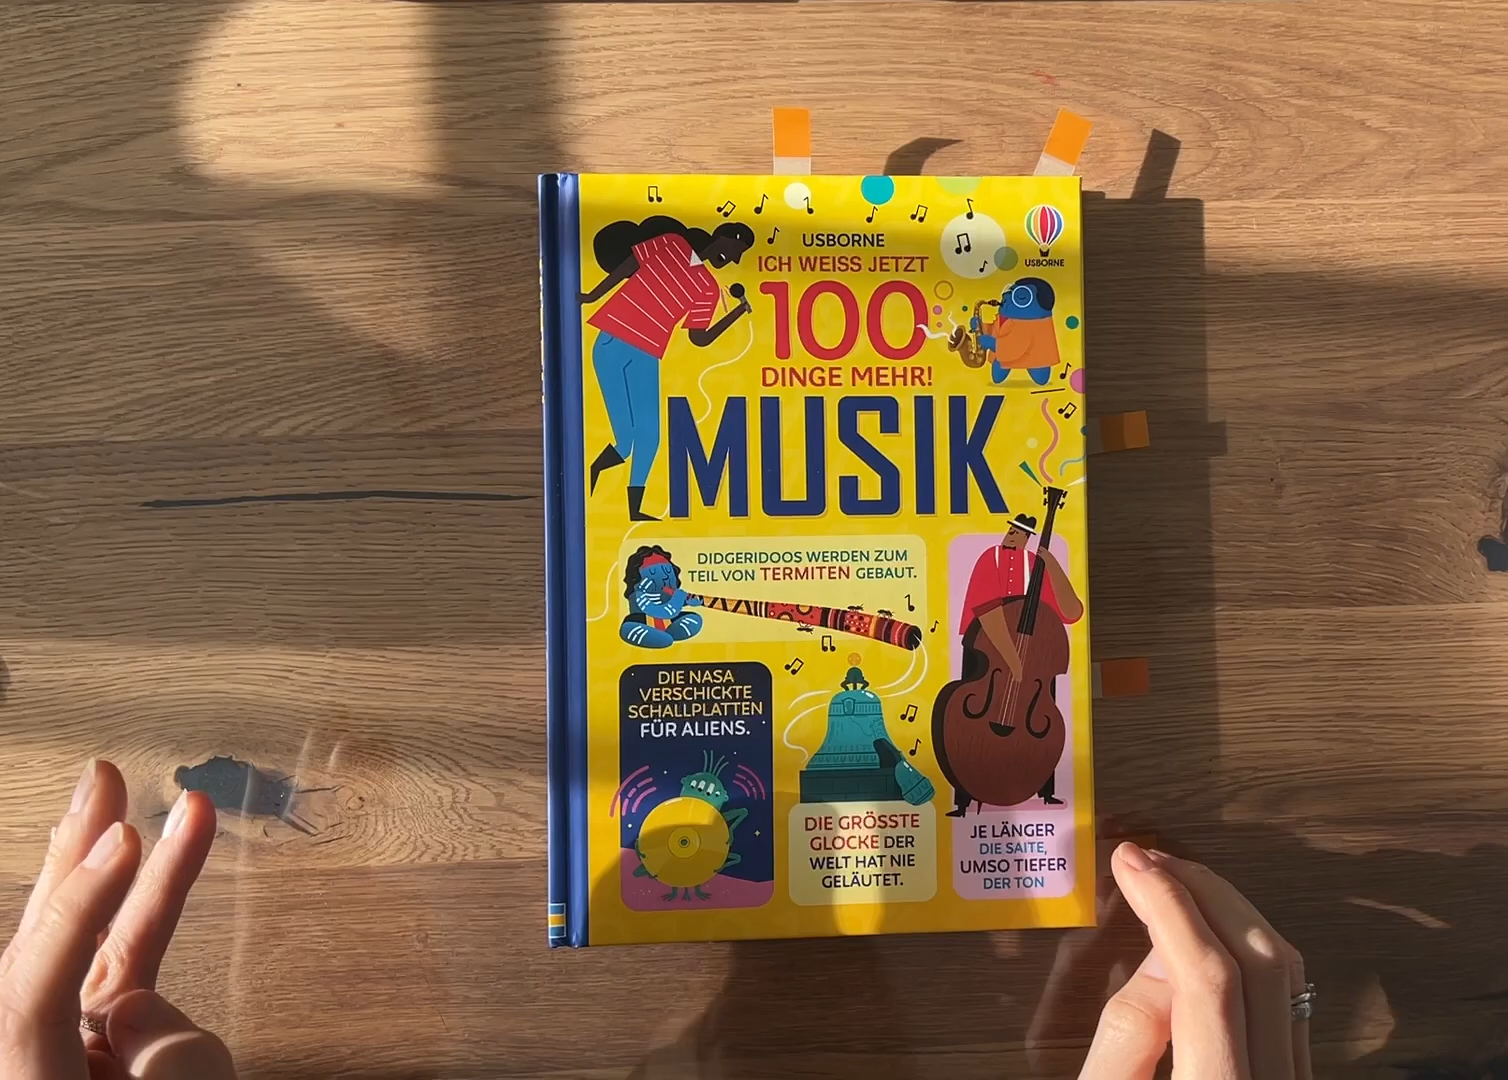 USBORNE
ICH WEISS JETZT
100
DINGE MEHR!
USBORNE
MUSIK
DIDGERIDOOS WERDEN ZUM
TEIL VON TERMITEN GEBAUT.
DIE NASA
VERSCHICKTE
SCHALLPLATTEN
FÜR ALIENS.
DIE GRÖSSTE
GLOCKE DER
WELT HAT NIE
GELÄUTET.
JE LÄNGER
DIE SAITE,
UMSO TIEFER
DER TON